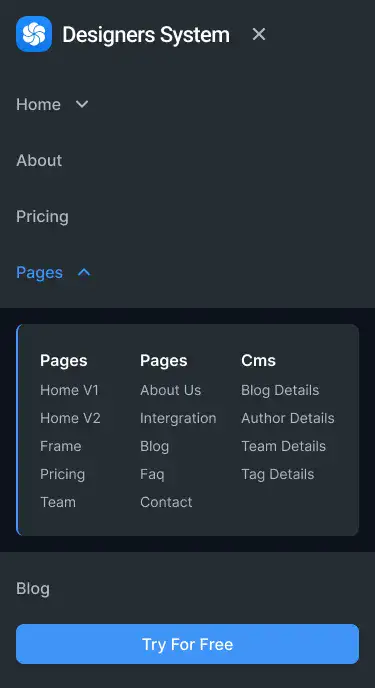 Designers System
Home
About
Pricing
Pages
Pages
Home V1
Home V2
Frame
Pricing
Team
Pages
About Us
Intergration
Blog
Faq
Contact
Cms
Blog Details
Author Details
Team Details
Tag Details
Blog
Try For Free